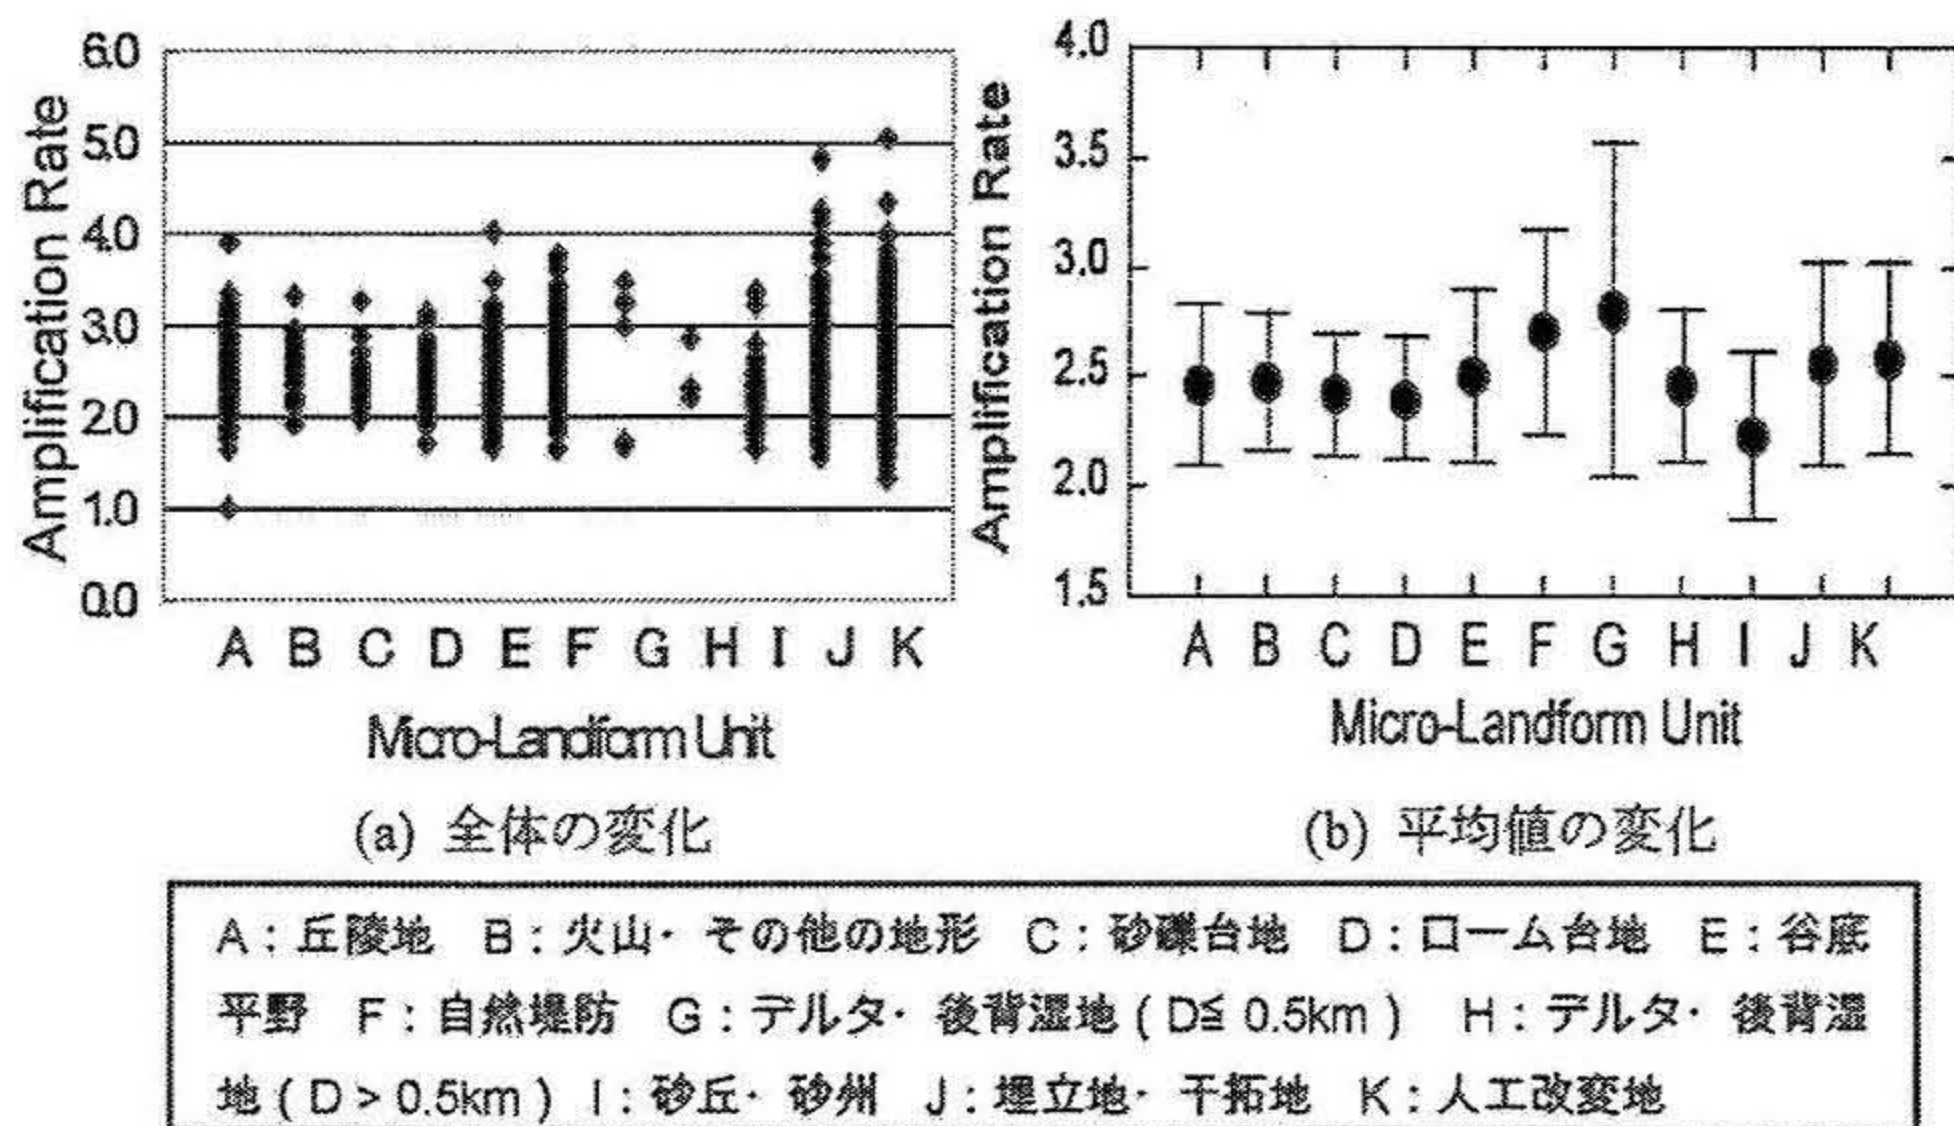 6.0
5.0
4.0
3.0
2.0
1.0
0.0
Amplification Rate
A B C D E F G H I J K
Micro-Landform Unit
(a) 全体の変化
4.0
3.5
3.0
2.5
2.0
1.5
Amplification Rate
A B C D E F G H I J K
Micro-Landform Unit
(b) 平均値の変化
A：丘陵地 B：火山・その他の地形 C：砂礫台地 D：ローム台地 E：谷底
平野 F：自然堤防 G：デルタ・後背湿地 ( D≦ 0.5km ) H：デルタ・後背湿
地 ( D > 0.5km ) I：砂丘・砂州 J：埋立地・干拓地 K：人工改変地